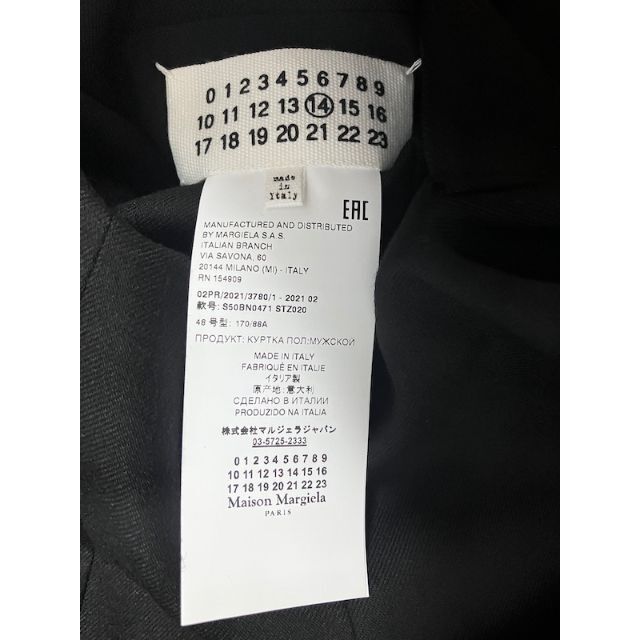 0 1 2 3 4 5 6 7 8 9
10 11 12 13 14 15 16
17 18 19 20 21 22 23
made
in
Italy
EAC
MANUFACTURED AND DISTRIBUTED
BY MARGIELA S.A.S.
ITALIAN BRANCH
VIA SAVONA, 60
20144 MILANO (MI) - ITALY
RN 154909
02PR/2021/3780/1 - 2021 02
款号: S50BN0471 STZ020
48 号型: 170/88A
ПРОДУКТ: КУРТКА ПОЛ:МУЖСКОЙ
MADE IN ITALY
FABRIQUÉ EN ITALIE
イタリア製
原产地:意大利
СДЕЛАНО В ИТАЛИИ
PRODUZIDO NA ITALIA
株式会社マルジェラジャパン
03-5725-2333
0 1 2 3 4 5 6 7 8 9
10 11 12 13 14 15 16
17 18 19 20 21 22 23
Maison Margiela
PARIS